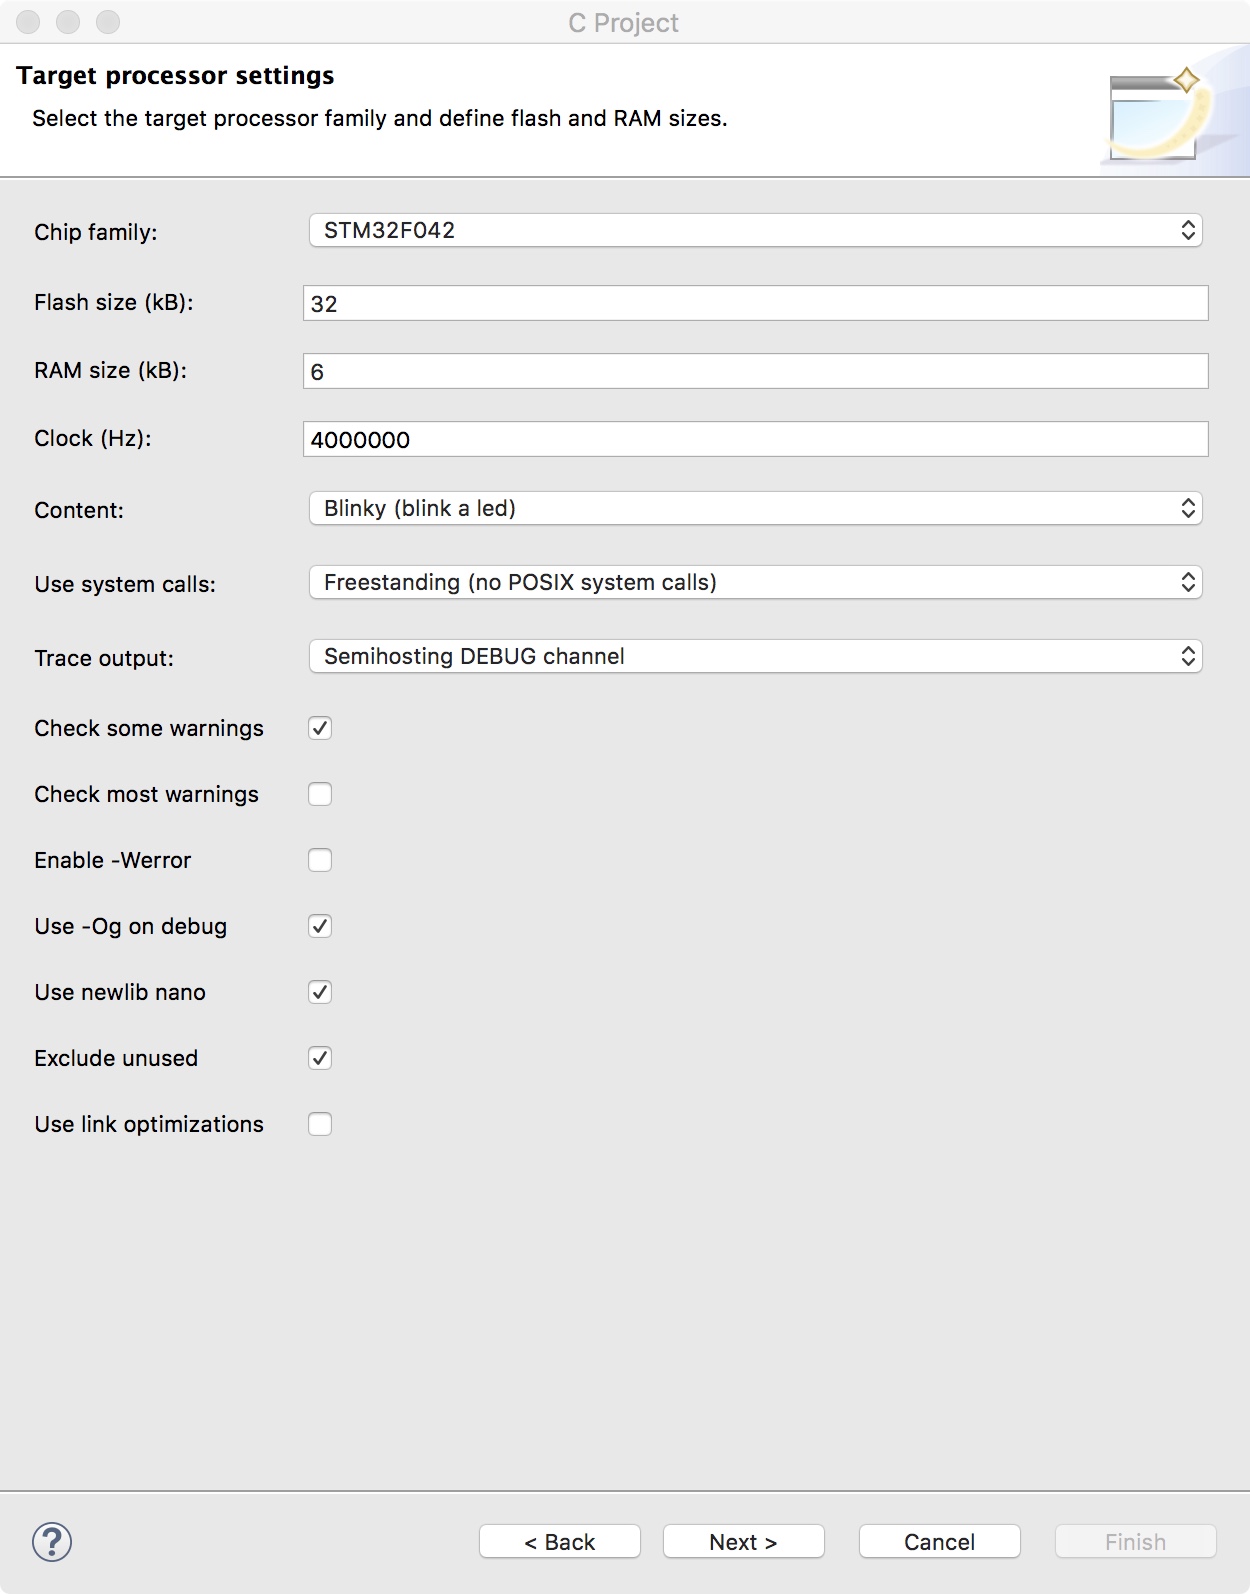 C Project
Target processor settings
Select the target processor family and define flash and RAM sizes.
Chip family: STM32F042
Flash size (kB): 32
RAM size (kB): 6
Clock (Hz): 4000000
Content: Blinky (blink a led)
Use system calls: Freestanding (no POSIX system calls)
Trace output: Semihosting DEBUG channel
Check some warnings
Check most warnings
Enable -Werror
Use -Og on debug
Use newlib nano
Exclude unused
Use link optimizations
? < Back Next > Cancel Finish